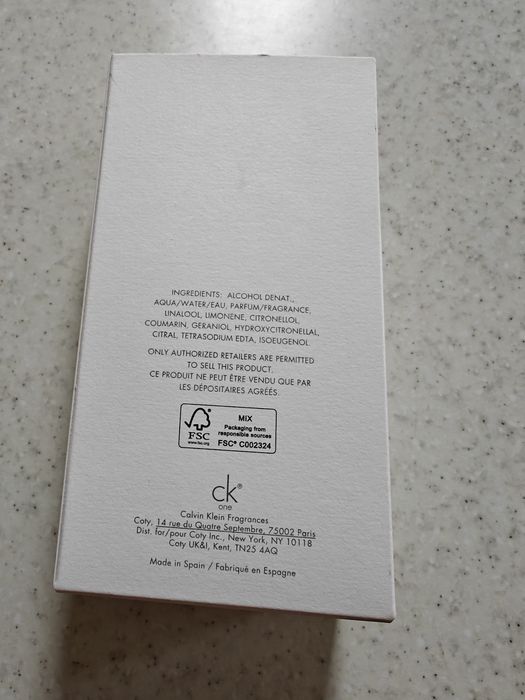 INGREDIENTS: ALCOHOL DENAT.,
AQUA/WATER/EAU, PARFUM/FRAGRANCE,
LINALOOL, LIMONENE, CITRONELLOL,
COUMARIN, GERANIOL, HYDROXYCITRONELLAL,
CITRAL, TETRASODIUM EDTA, ISOEUGENOL.
ONLY AUTHORIZED RETAILERS ARE PERMITTED
TO SELL THIS PRODUCT.
CE PRODUIT NE PEUT ÊTRE VENDU QUE PAR
LES DÉPOSITAIRES AGRÉÉS.
FSC
www.fsc.org
MIX
Packaging from
responsible sources
FSC® C002324
ck®
one
Calvin Klein Fragrances
Coty, 14 rue du Quatre Septembre, 75002 Paris
Dist. for/pour Coty Inc., New York, NY 10118
Coty UK&I, Kent, TN25 4AQ
Made in Spain / Fabriqué en Espagne